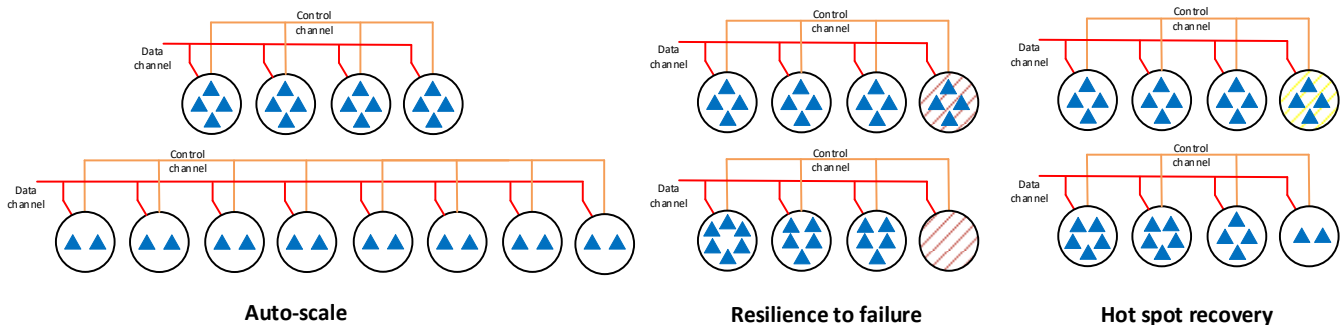 Control
channel
Data
channel
Control
channel
Data
channel
Auto-scale
Control
channel
Data
channel
Control
channel
Data
channel
Resilience to failure
Control
channel
Data
channel
Control
channel
Data
channel
Hot spot recovery